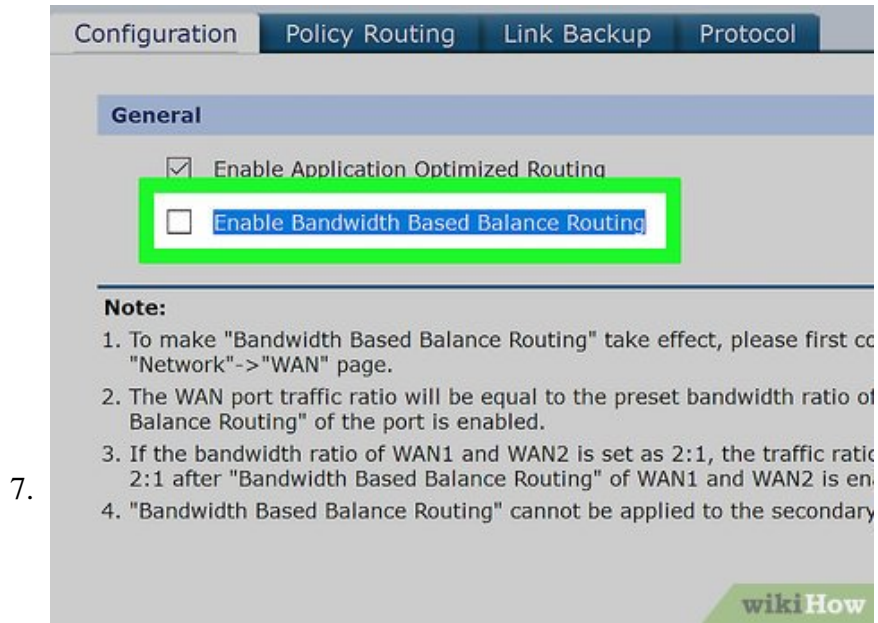 Configuration Policy Routing Link Backup Protocol
General
Enable Application Optimized Routing
Enable Bandwidth Based Balance Routing
Note:
1. To make "Bandwidth Based Balance Routing" take effect, please first
"Network"->"WAN" page.
2. The WAN port traffic ratio will be equal to the preset bandwidth ratio of
Balance Routing" of the port is enabled.
3. If the bandwidth ratio of WAN1 and WAN2 is set as 2:1, the traffic
2:1 after "Bandwidth Based Balance Routing" of WAN1 and WAN2 is
7.
4. "Bandwidth Based Balance Routing" cannot be applied to the secondary
wikiHow